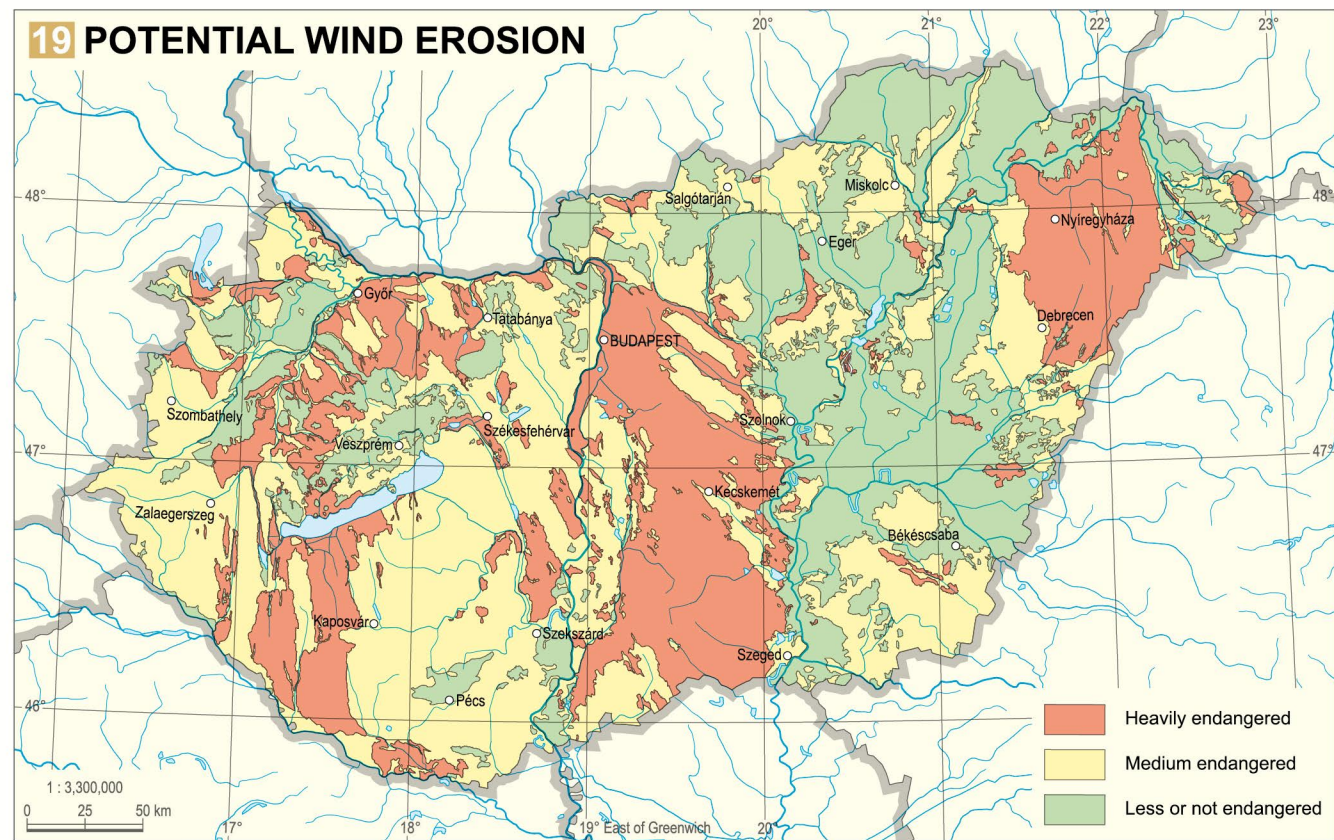 19 POTENTIAL WIND EROSION
20° 21° 22° 23°
48° 48°
Salgótarján
Miskolc
Nyíregyháza
Eger
Győr
Tatabánya
Debrecen
BUDAPEST
Szombathely
Székesfehérvár
Szolnok
Veszprém
47° 47°
Kecskemét
Zalaegerszeg
Békéscsaba
Kaposvár
Szekszárd
Szeged
Pécs
46° 46°
Heavily endangered
Medium endangered
Less or not endangered
1 : 3,300,000
0 25 50 km
17° 18° 19° East of Greenwich 20°